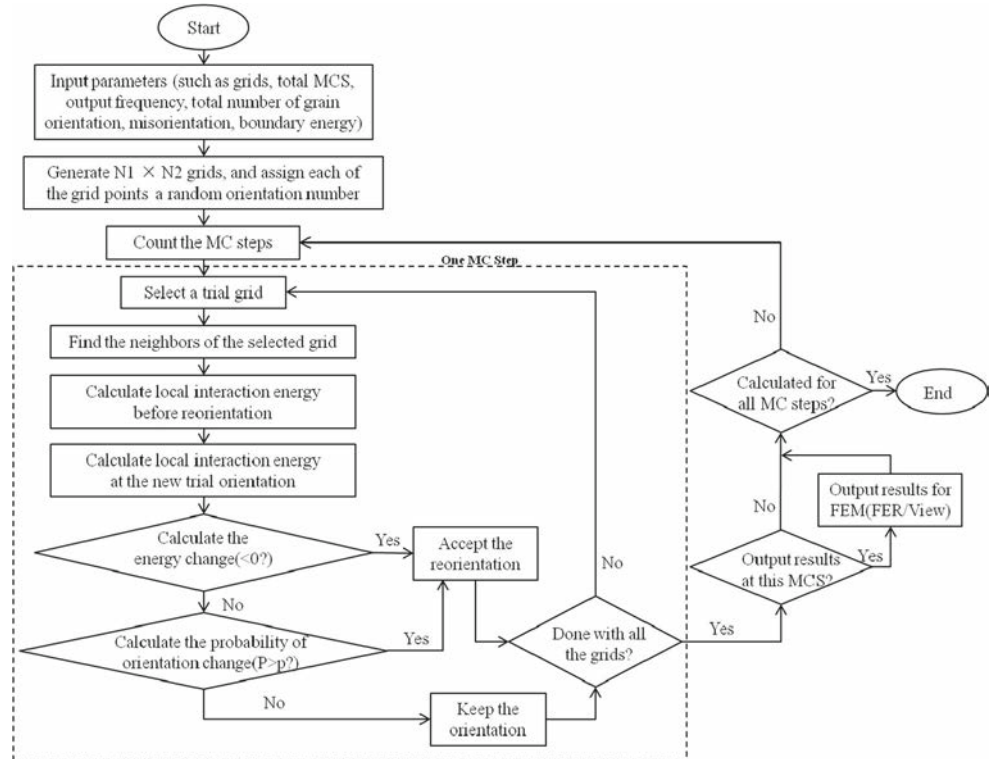 Start
Input parameters (such as grids, total MCS,
output frequency, total number of grain
orientation, misorientation, boundary energy)
Generate N1 × N2 grids, and assign each of
the grid points a random orientation number
Count the MC steps
One MC Step
Select a trial grid
Find the neighbors of the selected grid
Calculate local interaction energy
before reorientation
Calculate local interaction energy
at the new trial orientation
Calculate the
energy change(<0?)
Yes
Accept the
reorientation
No
Calculate the probability of
orientation change(P>p?)
Yes
No
Keep the
orientation
Done with all
the grids?
No
Yes
Output results
at this MCS?
Yes
Output results for
FEM(FER/View)
No
Calculated for
all MC steps?
No
Yes
End